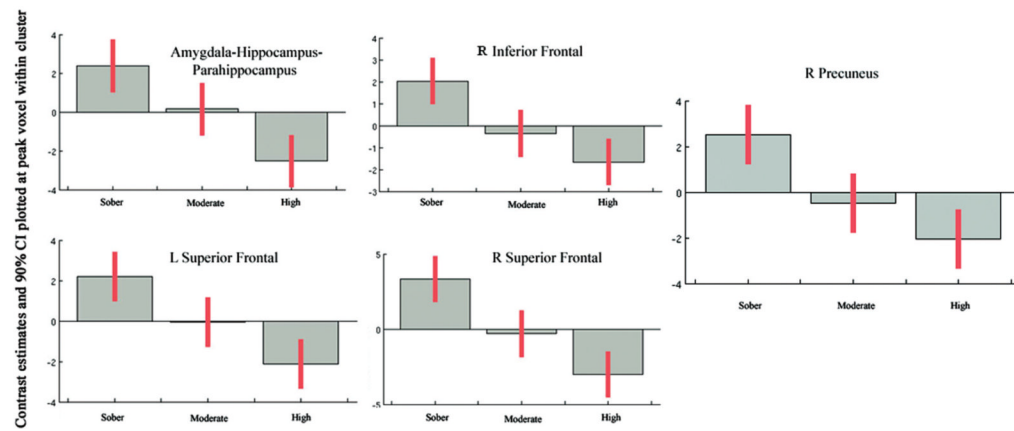 Contrast estimates and 90% CI plotted at peak voxel within cluster
Amygdala-Hippocampus-
Parahippocampus
4
2
0
-2
-4
Sober Moderate High
R Inferior Frontal
4
3
2
1
0
-1
-2
-3
Sober Moderate High
R Precuneus
4
2
0
-2
-4
Sober Moderate High
L Superior Frontal
4
2
0
-2
-4
Sober Moderate High
R Superior Frontal
5
0
-5
Sober Moderate High